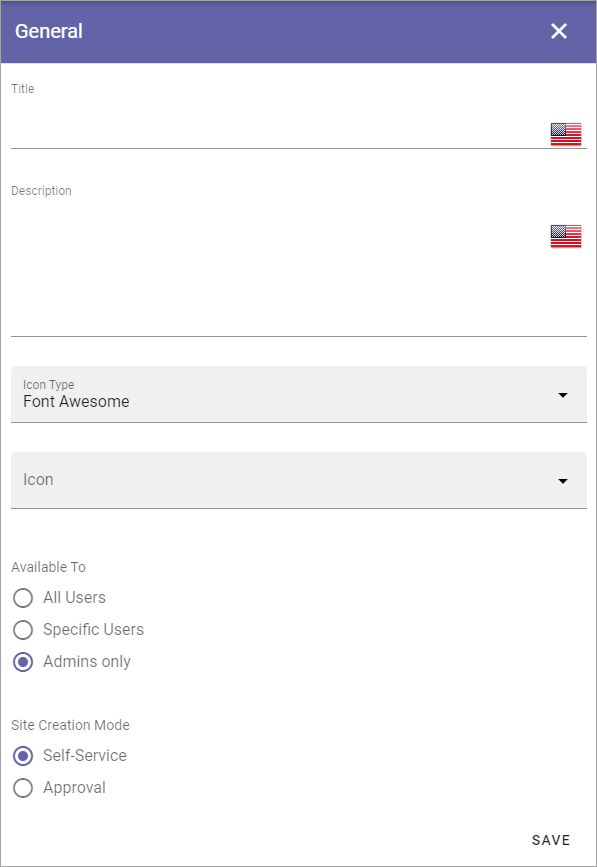 General
Title
Description
Icon Type
Font Awesome
Icon
Available To
All Users
Specific Users
Admins only
Site Creation Mode
Self-Service
Approval
SAVE